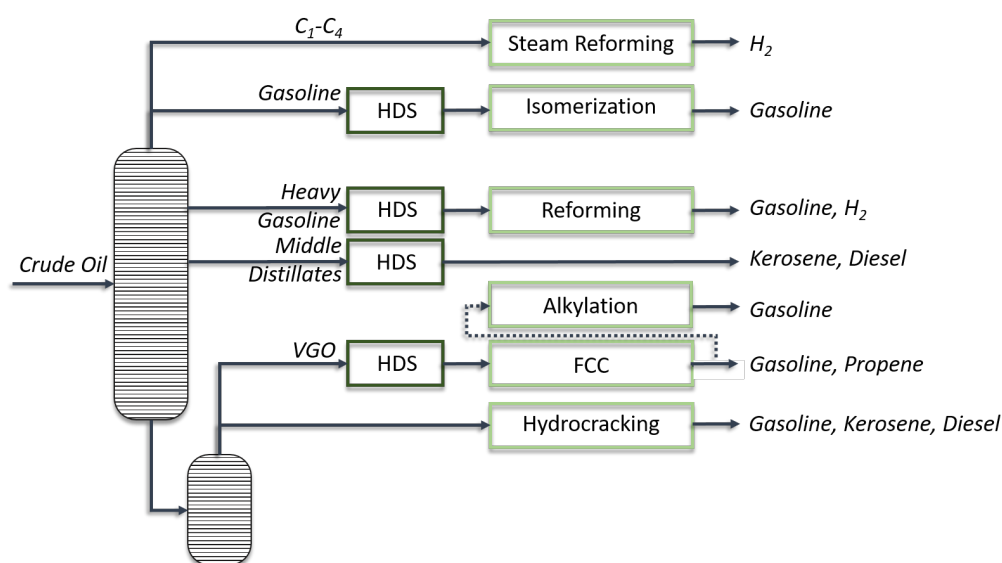 C1-C4
Steam Reforming
H2
Gasoline
HDS
Isomerization
Gasoline
Heavy
Gasoline
HDS
Reforming
Gasoline, H2
Middle
Distillates
HDS
Kerosene, Diesel
Crude Oil
Alkylation
Gasoline
VGO
HDS
FCC
Gasoline, Propene
Hydrocracking
Gasoline, Kerosene, Diesel